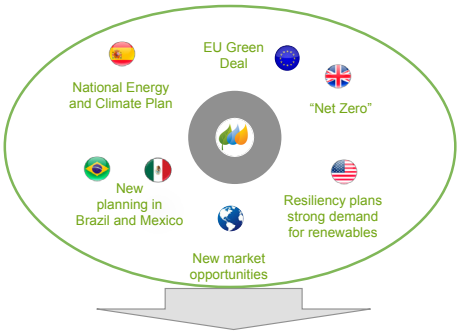 EU Green
Deal
National Energy
and Climate Plan
“Net Zero”
New
planning in
Brazil and Mexico
Resiliency plans
strong demand
for renewables
New market
opportunities